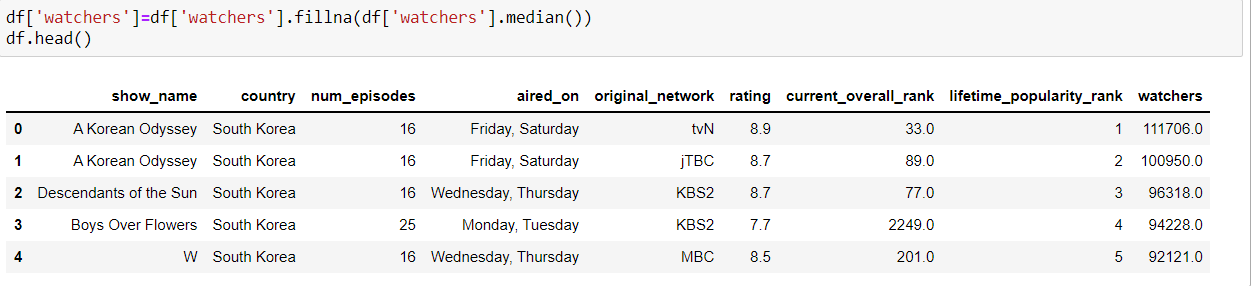 df['watchers']=df['watchers'].fillna(df['watchers'].median())
df.head()
show_name country num_episodes aired_on original_network rating current_overall_rank lifetime_popularity_rank watchers
0 A Korean Odyssey South Korea 16 Friday, Saturday tvN 8.9 33.0 1 111706.0
1 A Korean Odyssey South Korea 16 Friday, Saturday jTBC 8.7 89.0 2 100950.0
2 Descendants of the Sun South Korea 16 Wednesday, Thursday KBS2 8.7 77.0 3 96318.0
3 Boys Over Flowers South Korea 25 Monday, Tuesday KBS2 7.7 2249.0 4 94228.0
4 W South Korea 16 Wednesday, Thursday MBC 8.5 201.0 5 92121.0